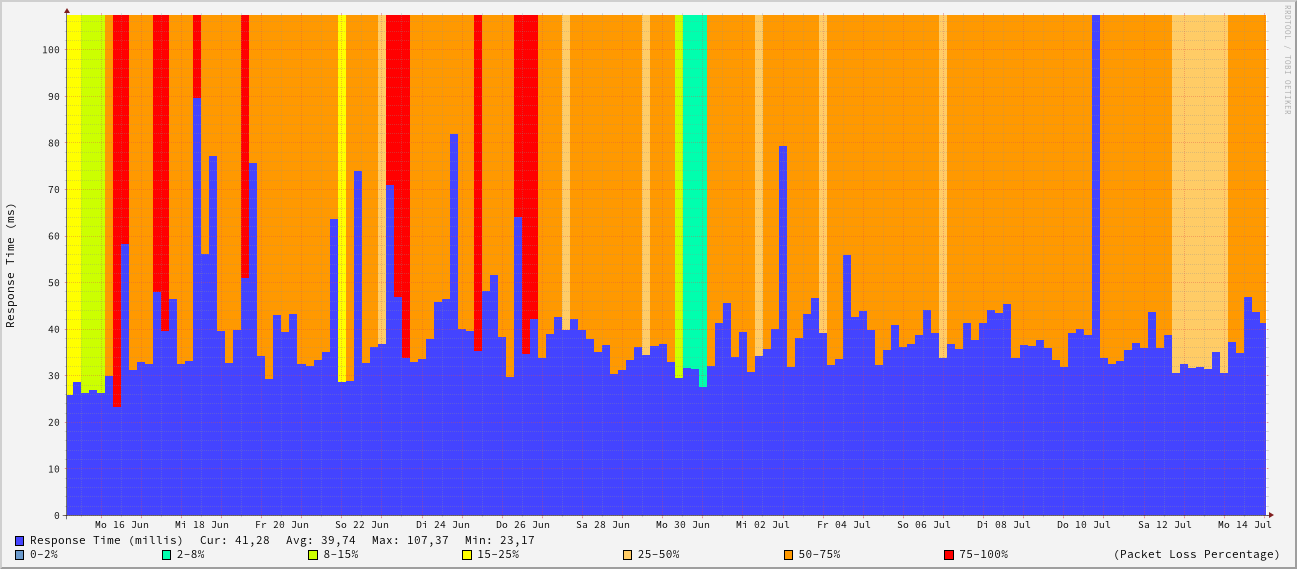 RRDTOOL / TOBI OETIKER
Response Time (ms)
100
90
80
70
60
50
40
30
20
10
0
Mo 16 Jun Mi 18 Jun Fr 20 Jun So 22 Jun Di 24 Jun Do 26 Jun Sa 28 Jun Mo 30 Jun Mi 02 Jul Fr 04 Jul So 06 Jul Di 08 Jul Do 10 Jul Sa 12 Jul Mo 14 Jul
Response Time (millis) Cur: 41,28 Avg: 39,74 Max: 107,37 Min: 23,17
0-2% 2-8% 8-15% 15-25% 25-50% 50-75% 75-100% (Packet Loss Percentage)